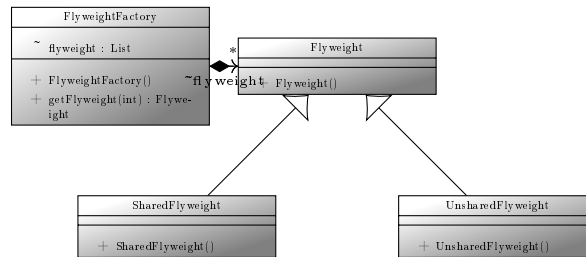 FlyweightFactory
~ flyweight : List
+ FlyweightFactory()
+ getFlyweight(int) : Flywe-
ight
*
~flyweight
Flyweight
+ Flyweight()
SharedFlyweight
+ SharedFlyweight()
UnsharedFlyweight
+ UnsharedFlyweight()